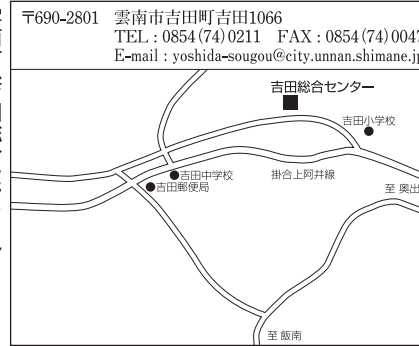 〒690-2801 雲南市吉田町吉田1066
TEL : 0854(74)0211 FAX : 0854(74)0047
E-mail : yoshida-sougou@city.unnan.shimane.jp
吉田総合センター
吉田小学校
吉田中学校
掛合上阿井線
吉田郵便局
至 奥出
至 飯南